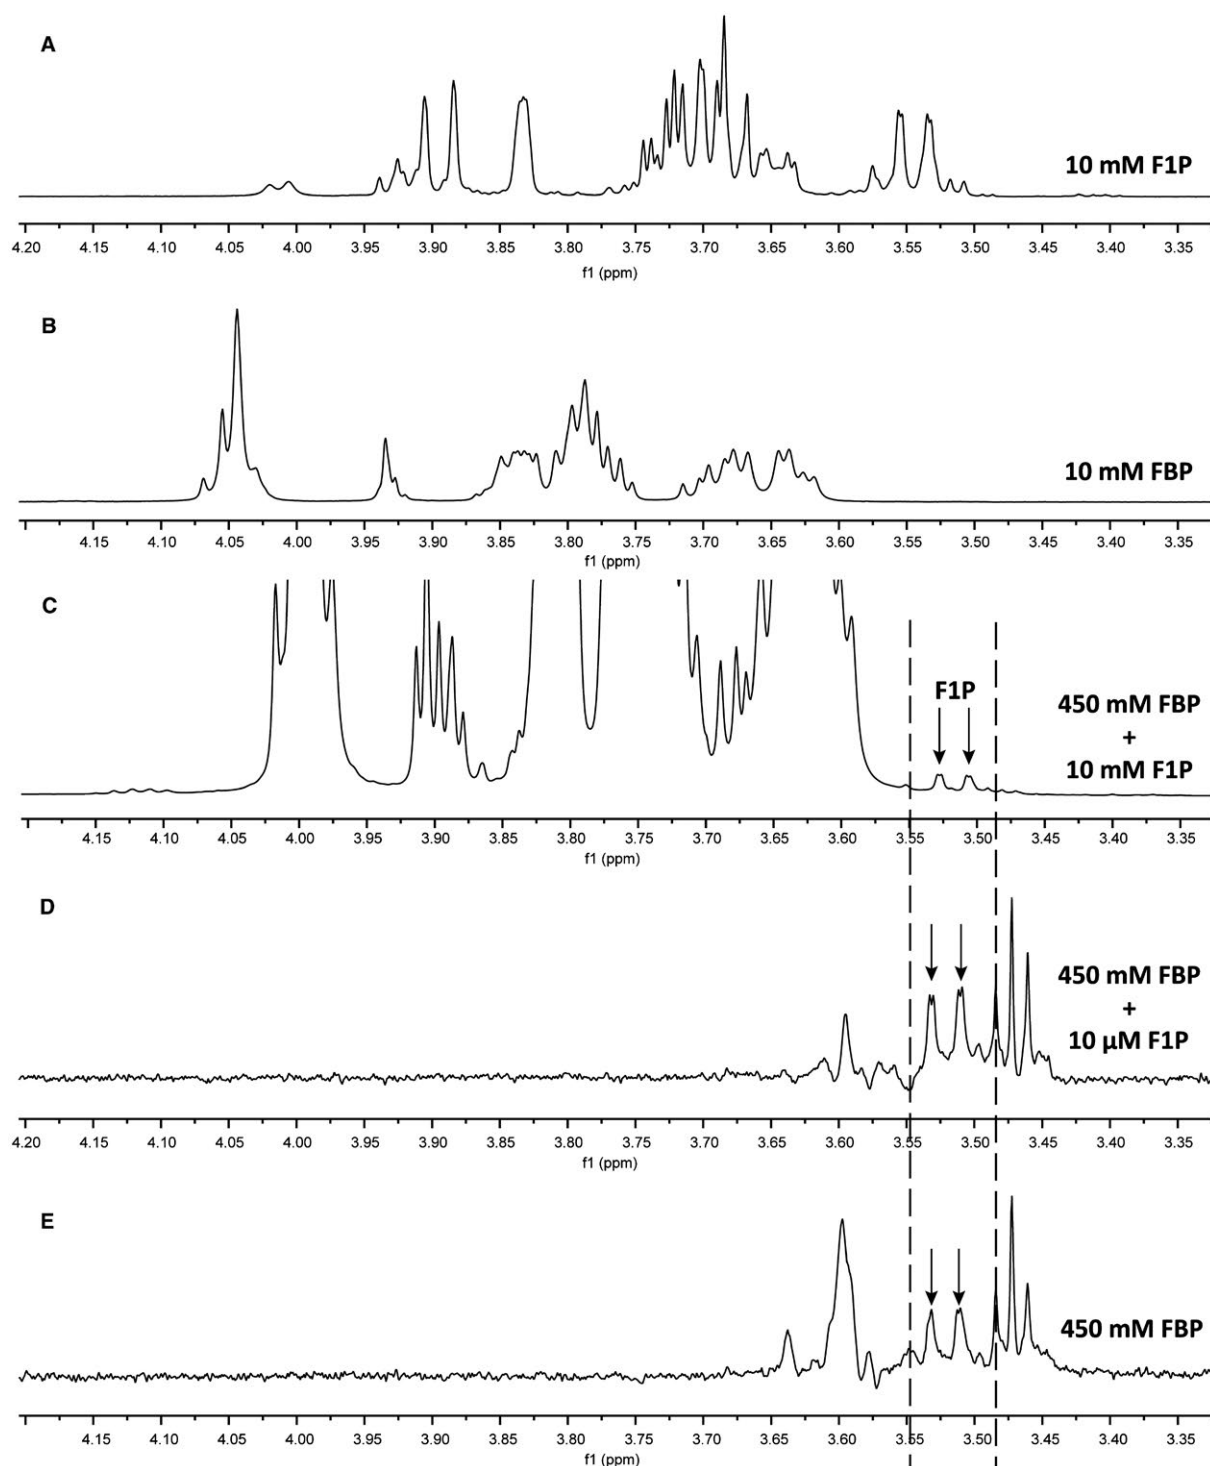 A
10 mM F1P
4.20 4.15 4.10 4.05 4.00 3.95 3.90 3.85 3.80 3.75 3.70 3.65 3.60 3.55 3.50 3.45 3.40 3.35
f1 (ppm)
B
10 mM FBP
4.15 4.10 4.05 4.00 3.95 3.90 3.85 3.80 3.75 3.70 3.65 3.60 3.55 3.50 3.45 3.40 3.35
f1 (ppm)
C
F1P
450 mM FBP
+
10 mM F1P
4.15 4.10 4.05 4.00 3.95 3.90 3.85 3.80 3.75 3.70 3.65 3.60 3.55 3.50 3.45 3.40 3.35
f1 (ppm)
D
450 mM FBP
+
10 µM F1P
4.20 4.15 4.10 4.05 4.00 3.95 3.90 3.85 3.80 3.75 3.70 3.65 3.60 3.55 3.50 3.45 3.40 3.35
f1 (ppm)
E
450 mM FBP
4.15 4.10 4.05 4.00 3.95 3.90 3.85 3.80 3.75 3.70 3.65 3.60 3.55 3.50 3.45 3.40 3.35
f1 (ppm)